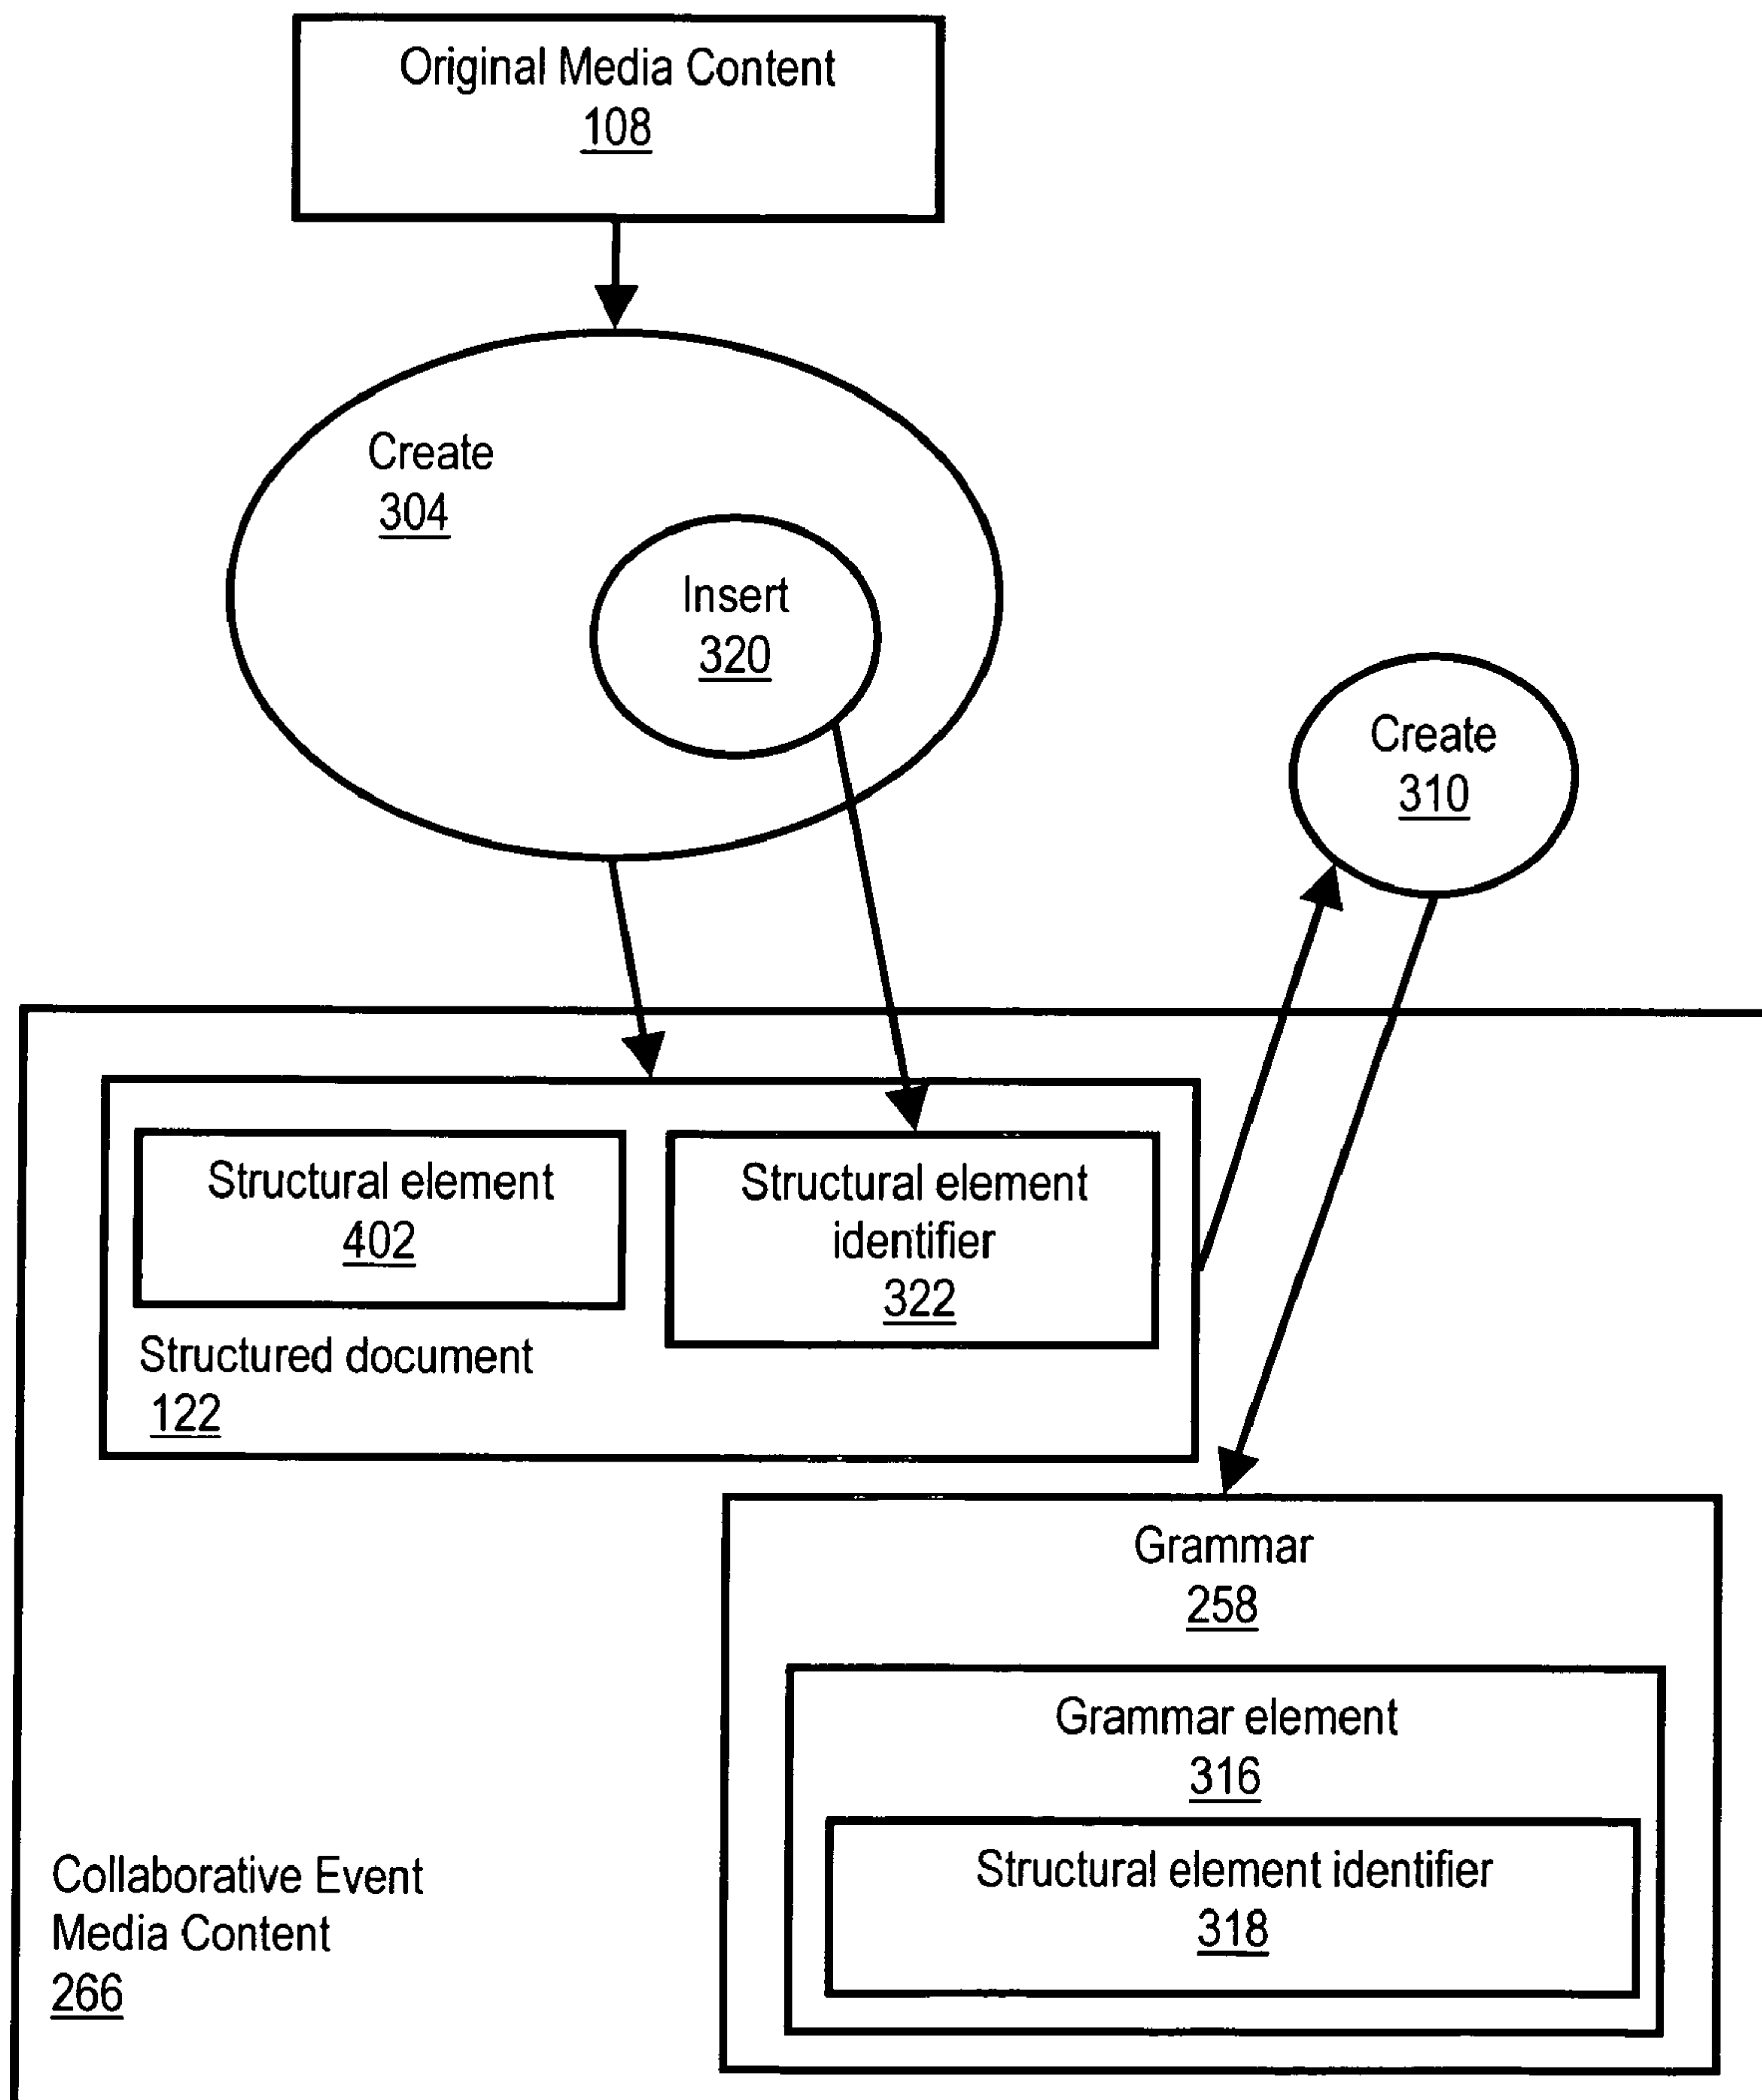 Original Media Content
108
Create
304
Insert
320
Create
310
Structural element
402
Structural element
identifier
322
Structured document
122
Grammar
258
Grammar element
316
Structural element identifier
318
Collaborative Event
Media Content
266